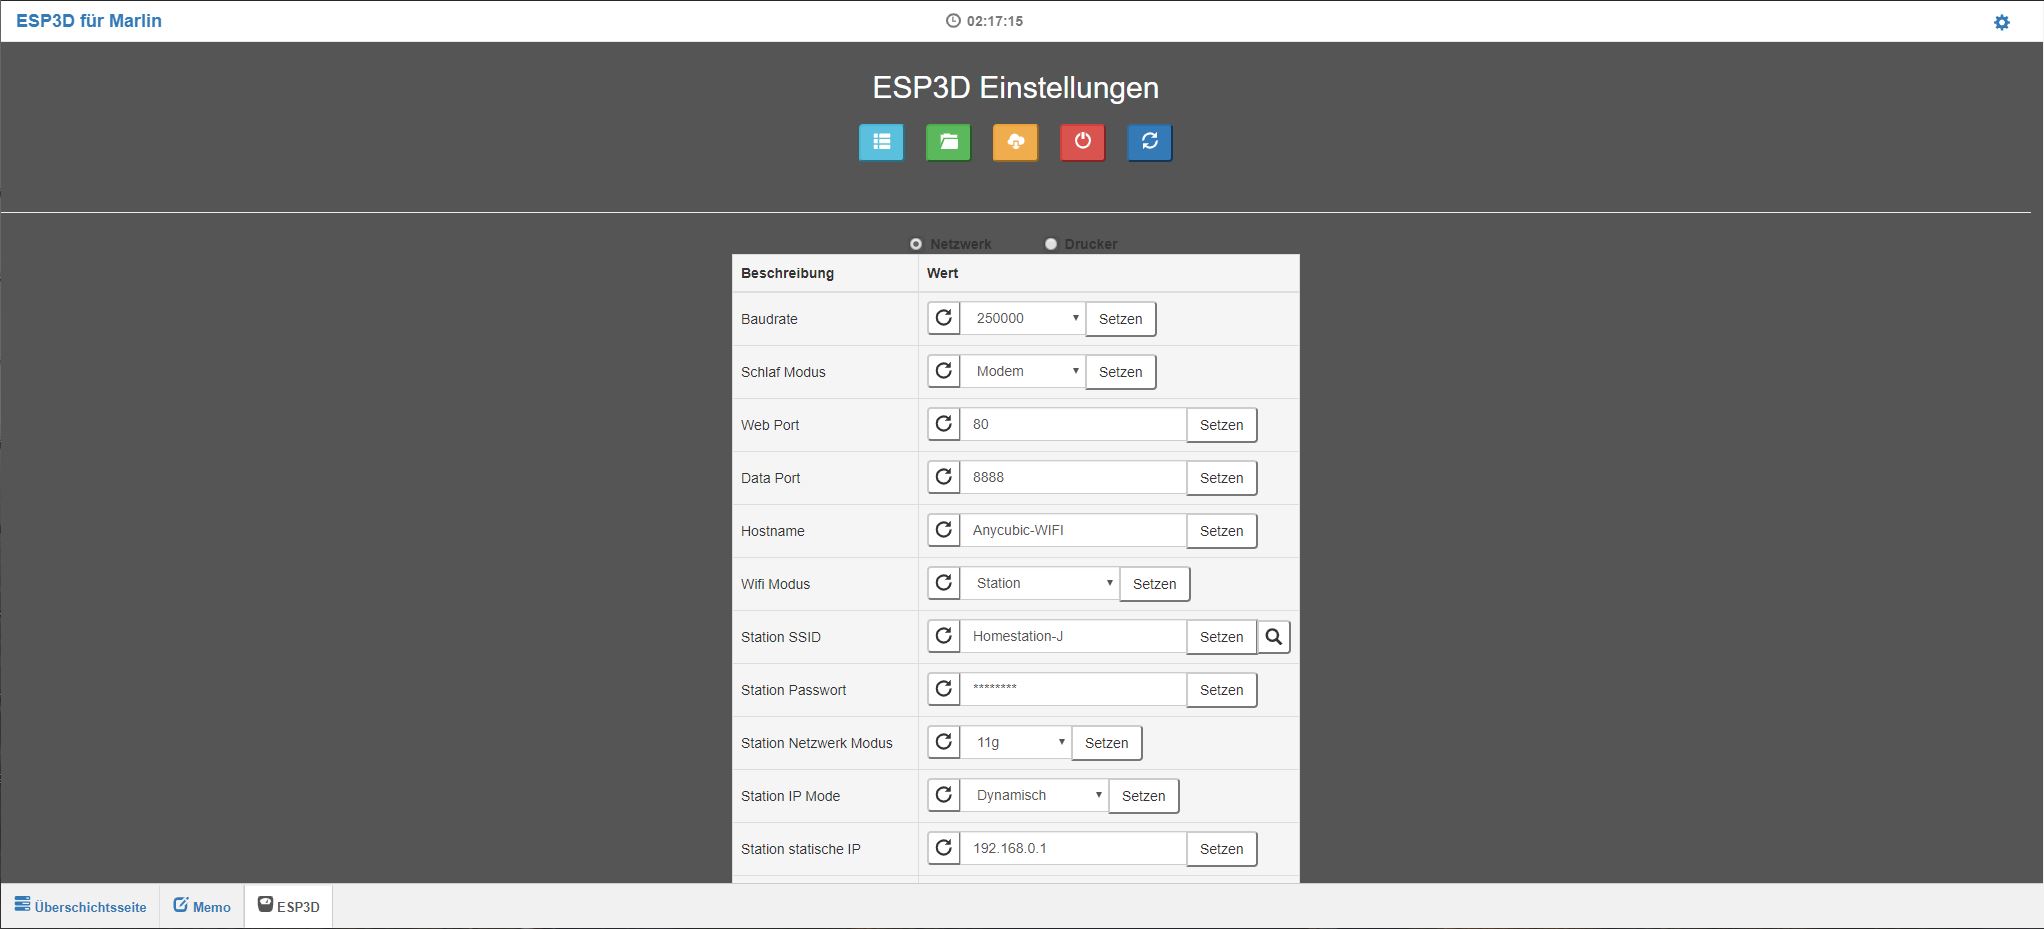 ESP3D für Marlin
02:17:15
ESP3D Einstellungen
Netzwerk Drucker
Beschreibung Wert
Baudrate 250000 Setzen
Schlaf Modus Modem Setzen
Web Port 80 Setzen
Data Port 8888 Setzen
Hostname Anycubic-WIFI Setzen
Wifi Modus Station Setzen
Station SSID Homestation-J Setzen
Station Passwort ******** Setzen
Station Netzwerk Modus 11g Setzen
Station IP Mode Dynamisch Setzen
Station statische IP 192.168.0.1 Setzen
Überschichtsseite Memo ESP3D